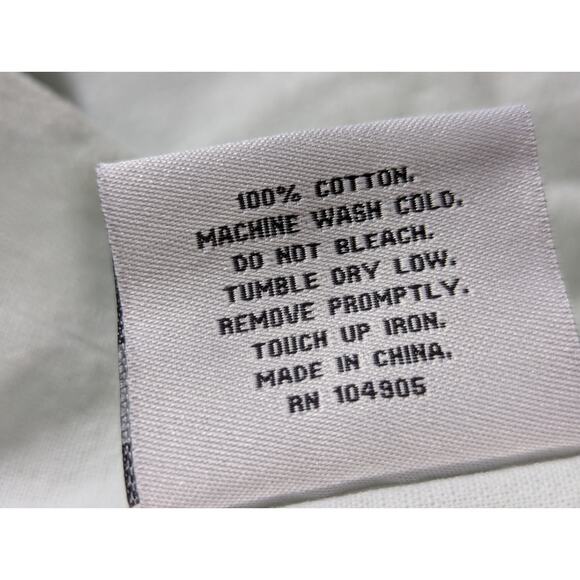 100% COTTON.
MACHINE WASH COLD.
DO NOT BLEACH.
TUMBLE DRY LOW.
REMOVE PROMPTLY.
TOUCH UP IRON.
MADE IN CHINA.
RN 104905